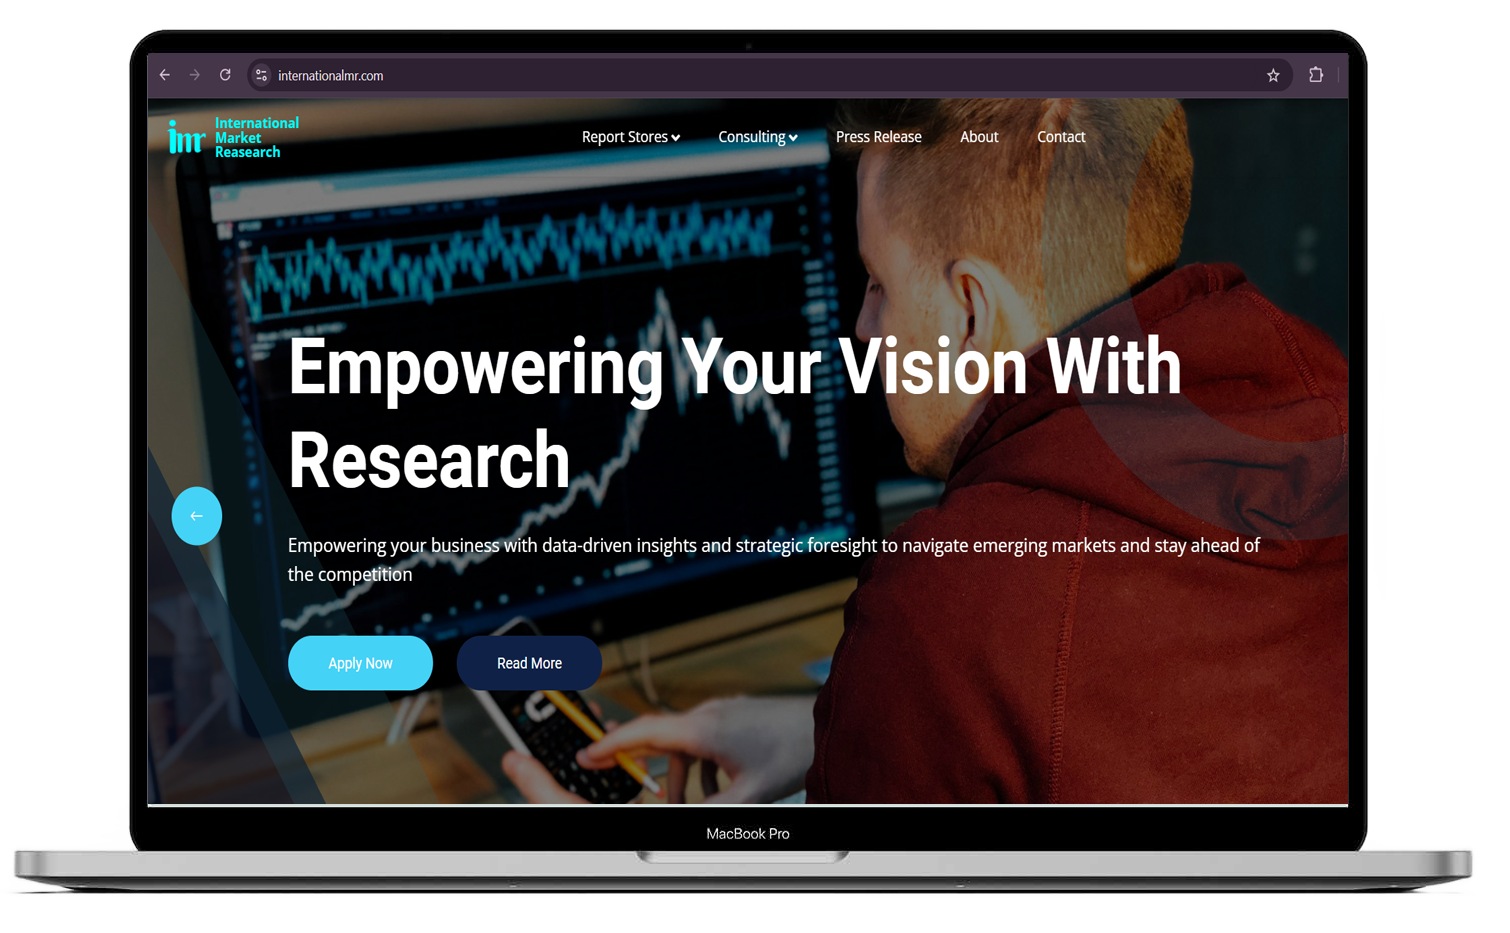 internationalmr.com
imr
International
Market
Reasearch
Report Stores
Consulting
Press Release
About
Contact
Empowering Your Vision With
Research
Empowering your business with data-driven insights and strategic foresight to navigate emerging markets and stay ahead of
the competition
Apply Now
Read More
MacBook Pro